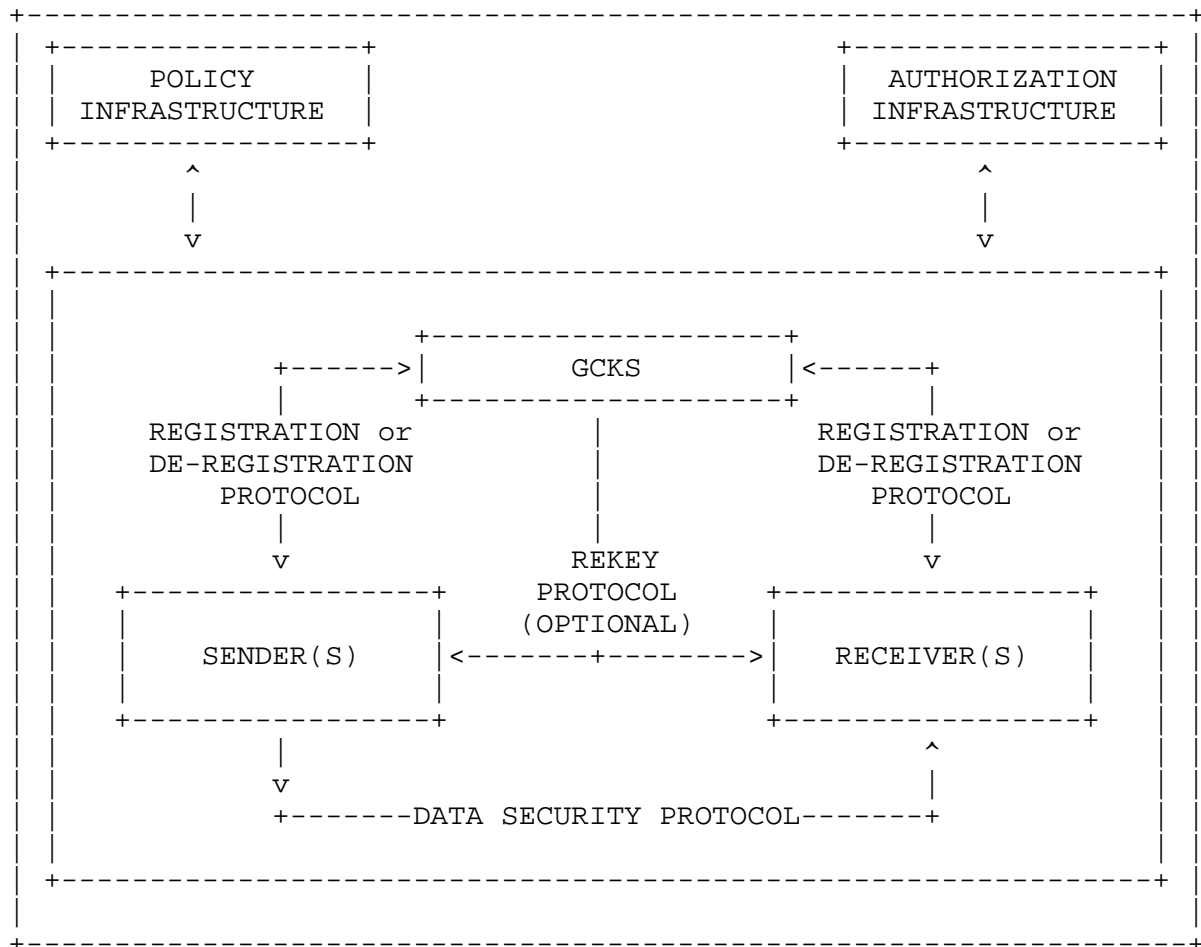 POLICY
INFRASTRUCTURE
AUTHORIZATION
INFRASTRUCTURE
GCKS
REGISTRATION or
DE-REGISTRATION
PROTOCOL
REGISTRATION or
DE-REGISTRATION
PROTOCOL
REKEY
PROTOCOL
(OPTIONAL)
SENDER(S)
RECEIVER(S)
DATA SECURITY PROTOCOL